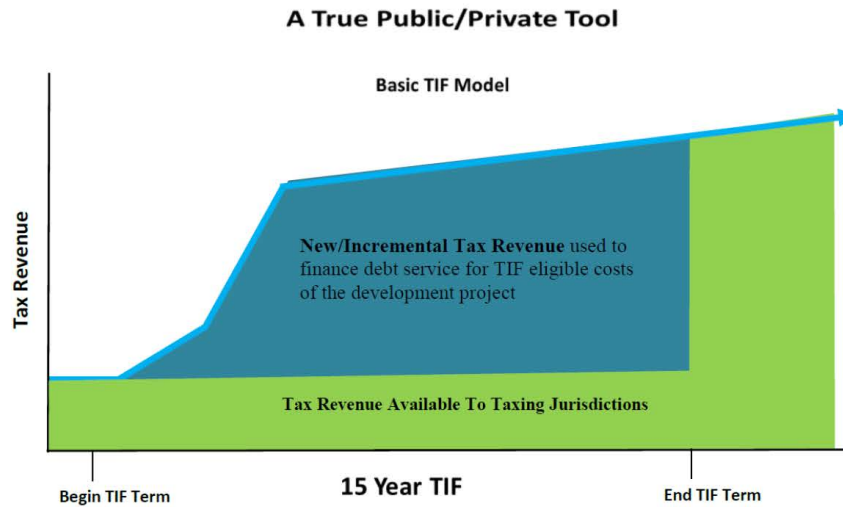 A True Public/Private Tool
Basic TIF Model
Tax Revenue
New/Incremental Tax Revenue used to
finance debt service for TIF eligible costs
of the development project
Tax Revenue Available To Taxing Jurisdictions
Begin TIF Term
15 Year TIF
End TIF Term